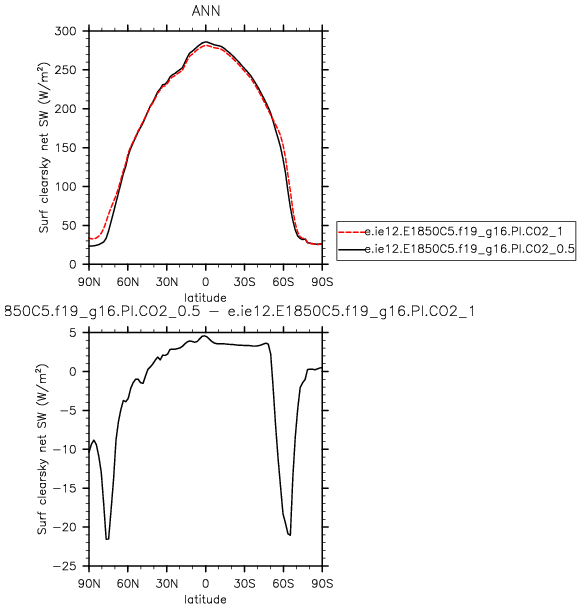 ANN
Surf clearsky net SW (W/m²)
300
250
200
150
100
50
0
90N 60N 30N 0 30S 60S 90S
latitude
e.ie12.E1850C5.f19_g16.PI.CO2_1
e.ie12.E1850C5.f19_g16.PI.CO2_0.5
850C5.f19_g16.PI.CO2_0.5 − e.ie12.E1850C5.f19_g16.PI.CO2_1
Surf clearsky net SW (W/m²)
5
0
−5
−10
−15
−20
−25
90N 60N 30N 0 30S 60S 90S
latitude